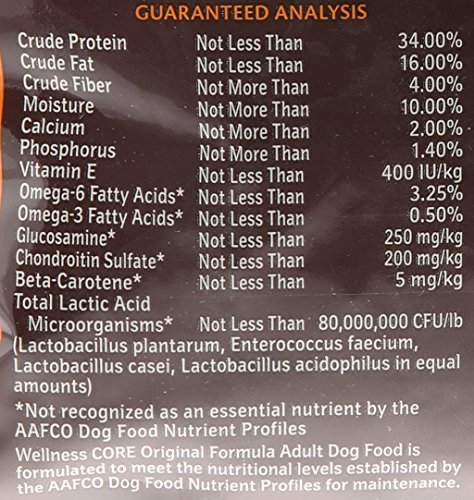 GUARANTEED ANALYSIS
Crude Protein Not Less Than 34.00%
Crude Fat Not Less Than 16.00%
Crude Fiber Not More Than 4.00%
Moisture Not More Than 10.00%
Calcium Not Less Than 2.00%
Phosphorus Not More Than 1.40%
Vitamin E Not Less Than 400 IU/kg
Omega-6 Fatty Acids* Not Less Than 3.25%
Omega-3 Fatty Acids* Not Less Than 0.50%
Glucosamine* Not Less Than 250 mg/kg
Chondroitin Sulfate* Not Less Than 200 mg/kg
Beta-Carotene* Not Less Than 5 mg/kg
Total Lactic Acid
Microorganisms* Not Less Than 80,000,000 CFU/lb
(Lactobacillus plantarum, Enterococcus faecium,
Lactobacillus casei, Lactobacillus acidophilus in equal
amounts)
*Not recognized as an essential nutrient by the
AAFCO Dog Food Nutrient Profiles
Wellness CORE Original Formula Adult Dog Food is
formulated to meet the nutritional levels established by
the AAFCO Dog Food Nutrient Profiles for maintenance.